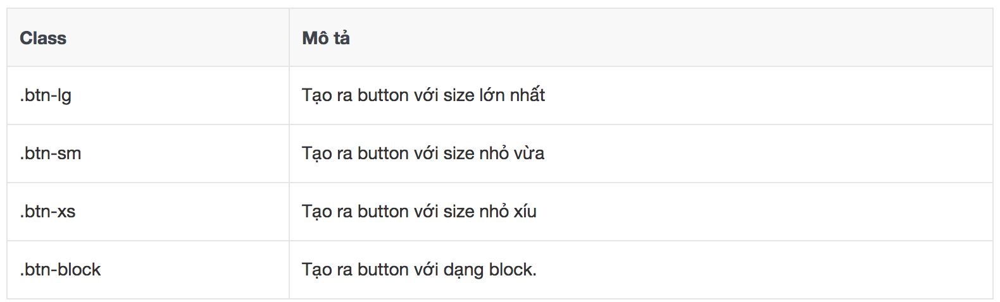 Class Mô tả
.btn-lg Tạo ra button với size lớn nhất
.btn-sm Tạo ra button với size nhỏ vừa
.btn-xs Tạo ra button với size nhỏ xíu
.btn-block Tạo ra button với dạng block.